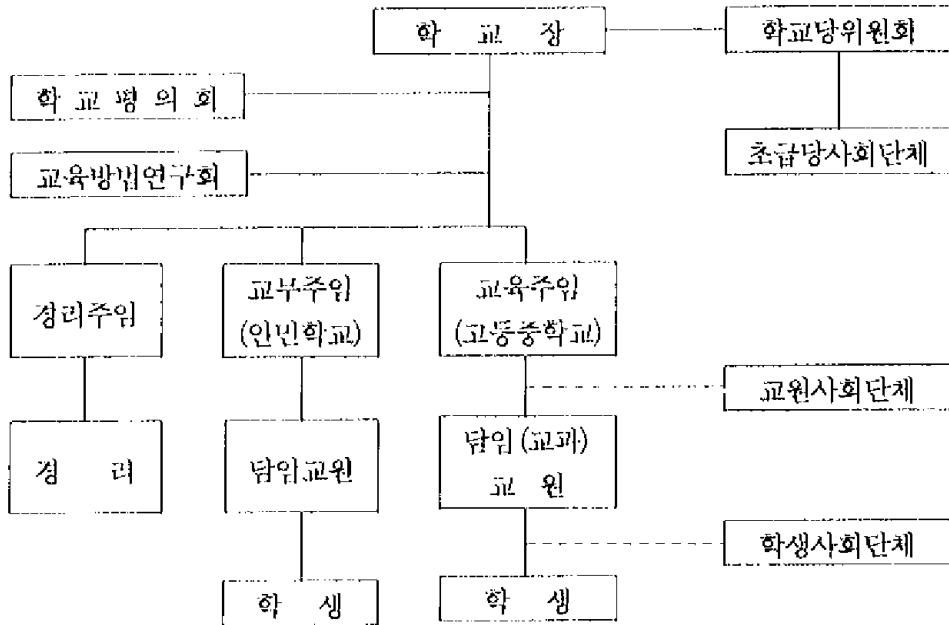 학 교 장
학교당위원회
학 교 평 의 회
초급당사회단체
교육방법연구회
경리주임
교무주임
(인민학교)
교육주임
(고등중학교)
교원사회단체
경 리
담임교원
담임 (교과)
교 원
학생사회단체
학 생
학 생